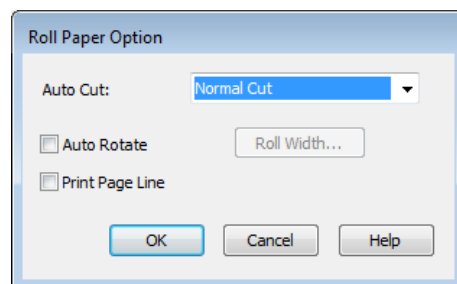 Roll Paper Option
Auto Cut: Normal Cut
Auto Rotate Roll Width...
Print Page Line
OK Cancel Help